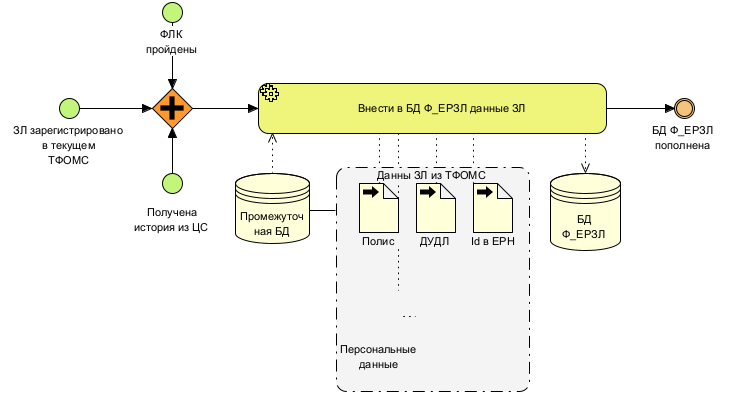 ФЛК
пройдены
Внести в БД Ф_ЕРЗЛ данные ЗЛ
ЗЛ зарегистрировано
в текущем
ТФОМС
БД Ф_ЕРЗЛ
пополнена
Получена
история из ЦС
Промежуточ
ная БД
Данны ЗЛ из ТФОМС
Полис
ДУДЛ
Id в ЕРН
БД
Ф_ЕРЗЛ
...
Персональные
данные